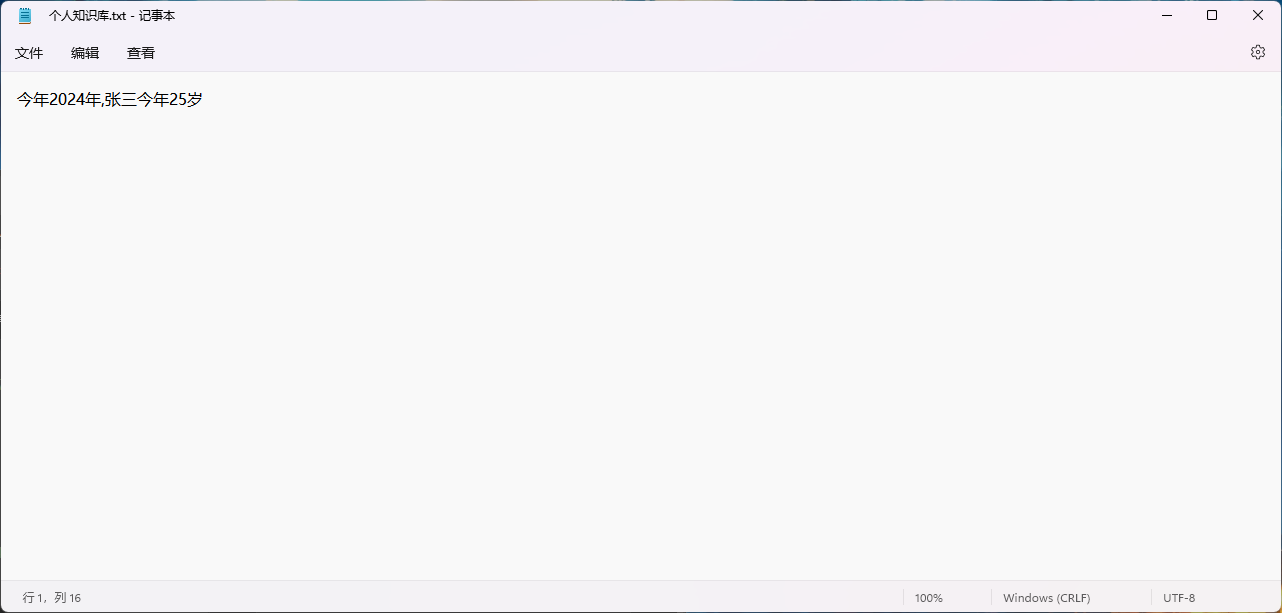 个人知识库.txt - 记事本
文件 编辑 查看
今年2024年,张三今年25岁
行 1，列 16 100% Windows (CRLF) UTF-8